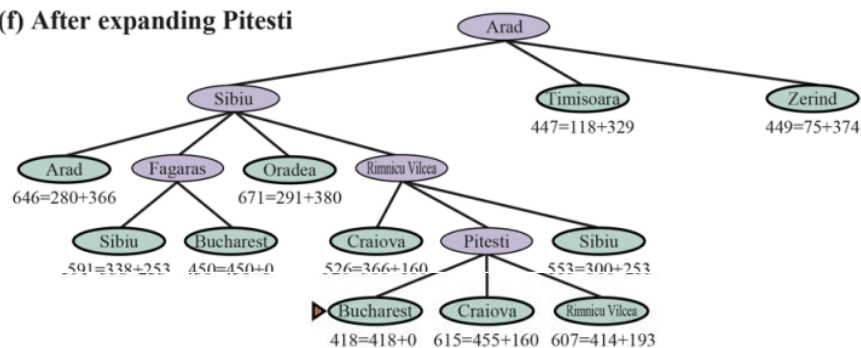 (f) After expanding Pitesti
Arad
Sibiu
Timisoara
Zerind
447=118+329
449=75+374
Arad
Fagaras
Oradea
Rimnicu Vilcea
646=280+366
671=291+380
Sibiu
Bucharest
Craiova
Pitesti
Sibiu
591=338+253
450=450+0
526=366+160
553=300+253
Bucharest
Craiova
Rimnicu Vilcea
418=418+0
615=455+160
607=414+193